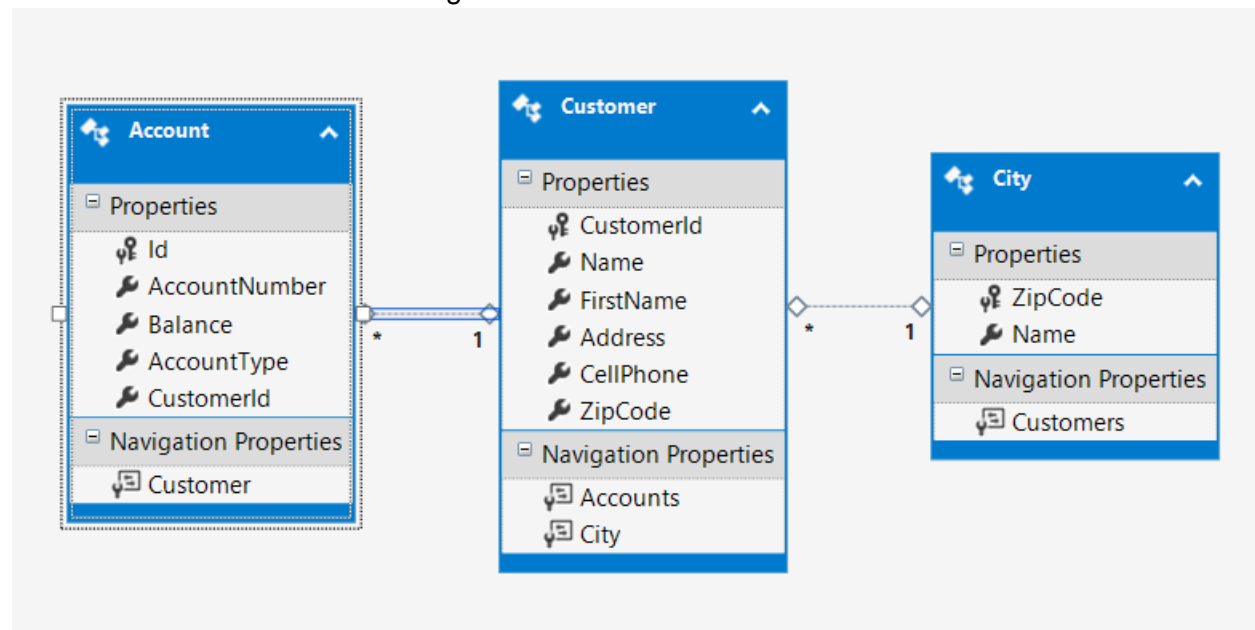 Account
Properties
Id
AccountNumber
Balance
AccountType
CustomerId
Navigation Properties
Customer
* 1
Customer
Properties
CustomerId
Name
FirstName
Address
CellPhone
ZipCode
Navigation Properties
Accounts
City
* 1
City
Properties
ZipCode
Name
Navigation Properties
Customers